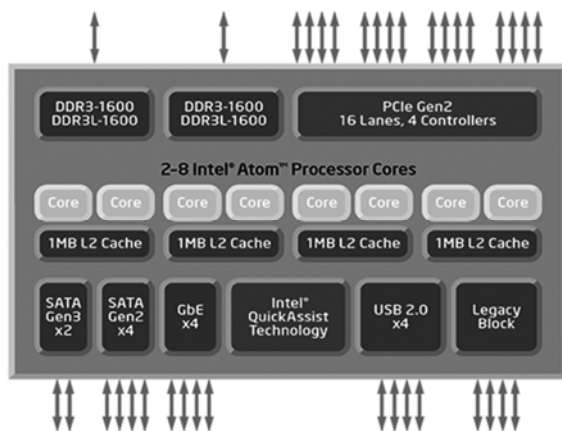 DDR3-1600
DDR3L-1600
DDR3-1600
DDR3L-1600
PCIe Gen2
16 Lanes, 4 Controllers
2-8 Intel® Atom™ Processor Cores
Core
Core
Core
Core
Core
Core
Core
Core
1MB L2 Cache
1MB L2 Cache
1MB L2 Cache
1MB L2 Cache
SATA
Gen3
x2
SATA
Gen2
x4
GbE
x4
Intel®
QuickAssist
Technology
USB 2.0
x4
Legacy
Block